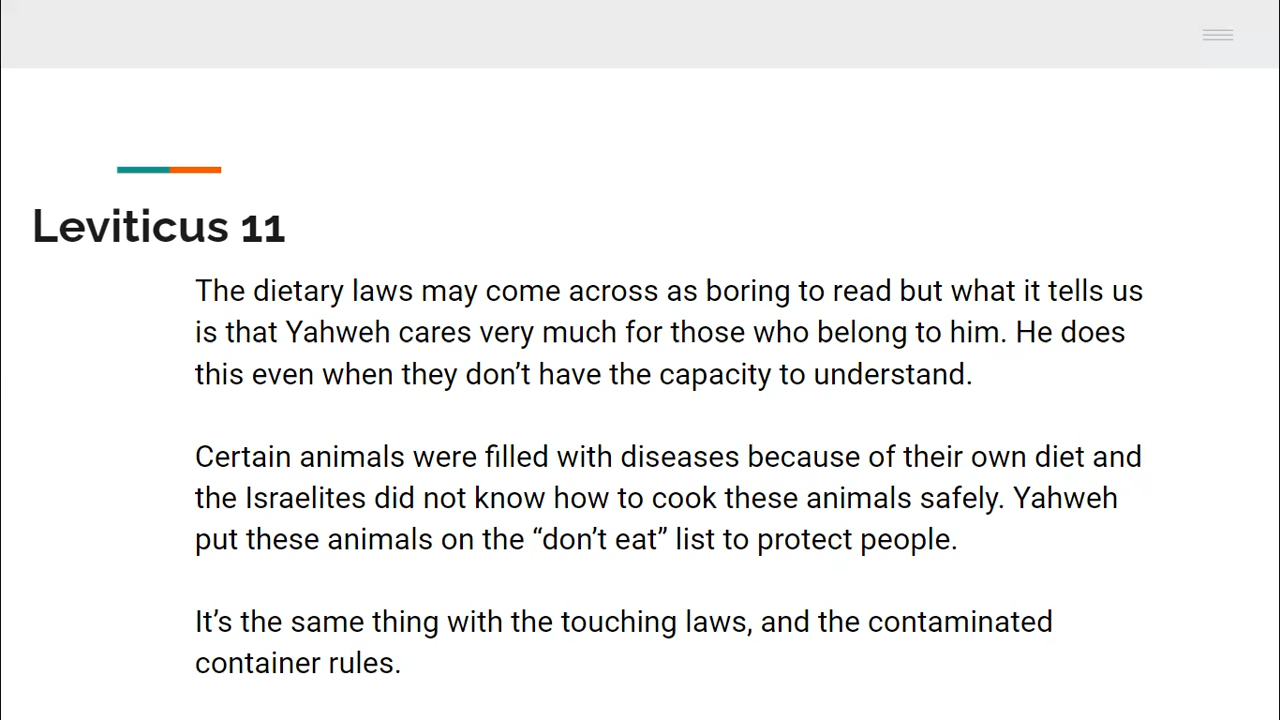 Leviticus 11
The dietary laws may come across as boring to read but what it tells us
is that Yahweh cares very much for those who belong to him. He does
this even when they don’t have the capacity to understand.
Certain animals were filled with diseases because of their own diet and
the Israelites did not know how to cook these animals safely. Yahweh
put these animals on the “don’t eat” list to protect people.
It’s the same thing with the touching laws, and the contaminated
container rules.